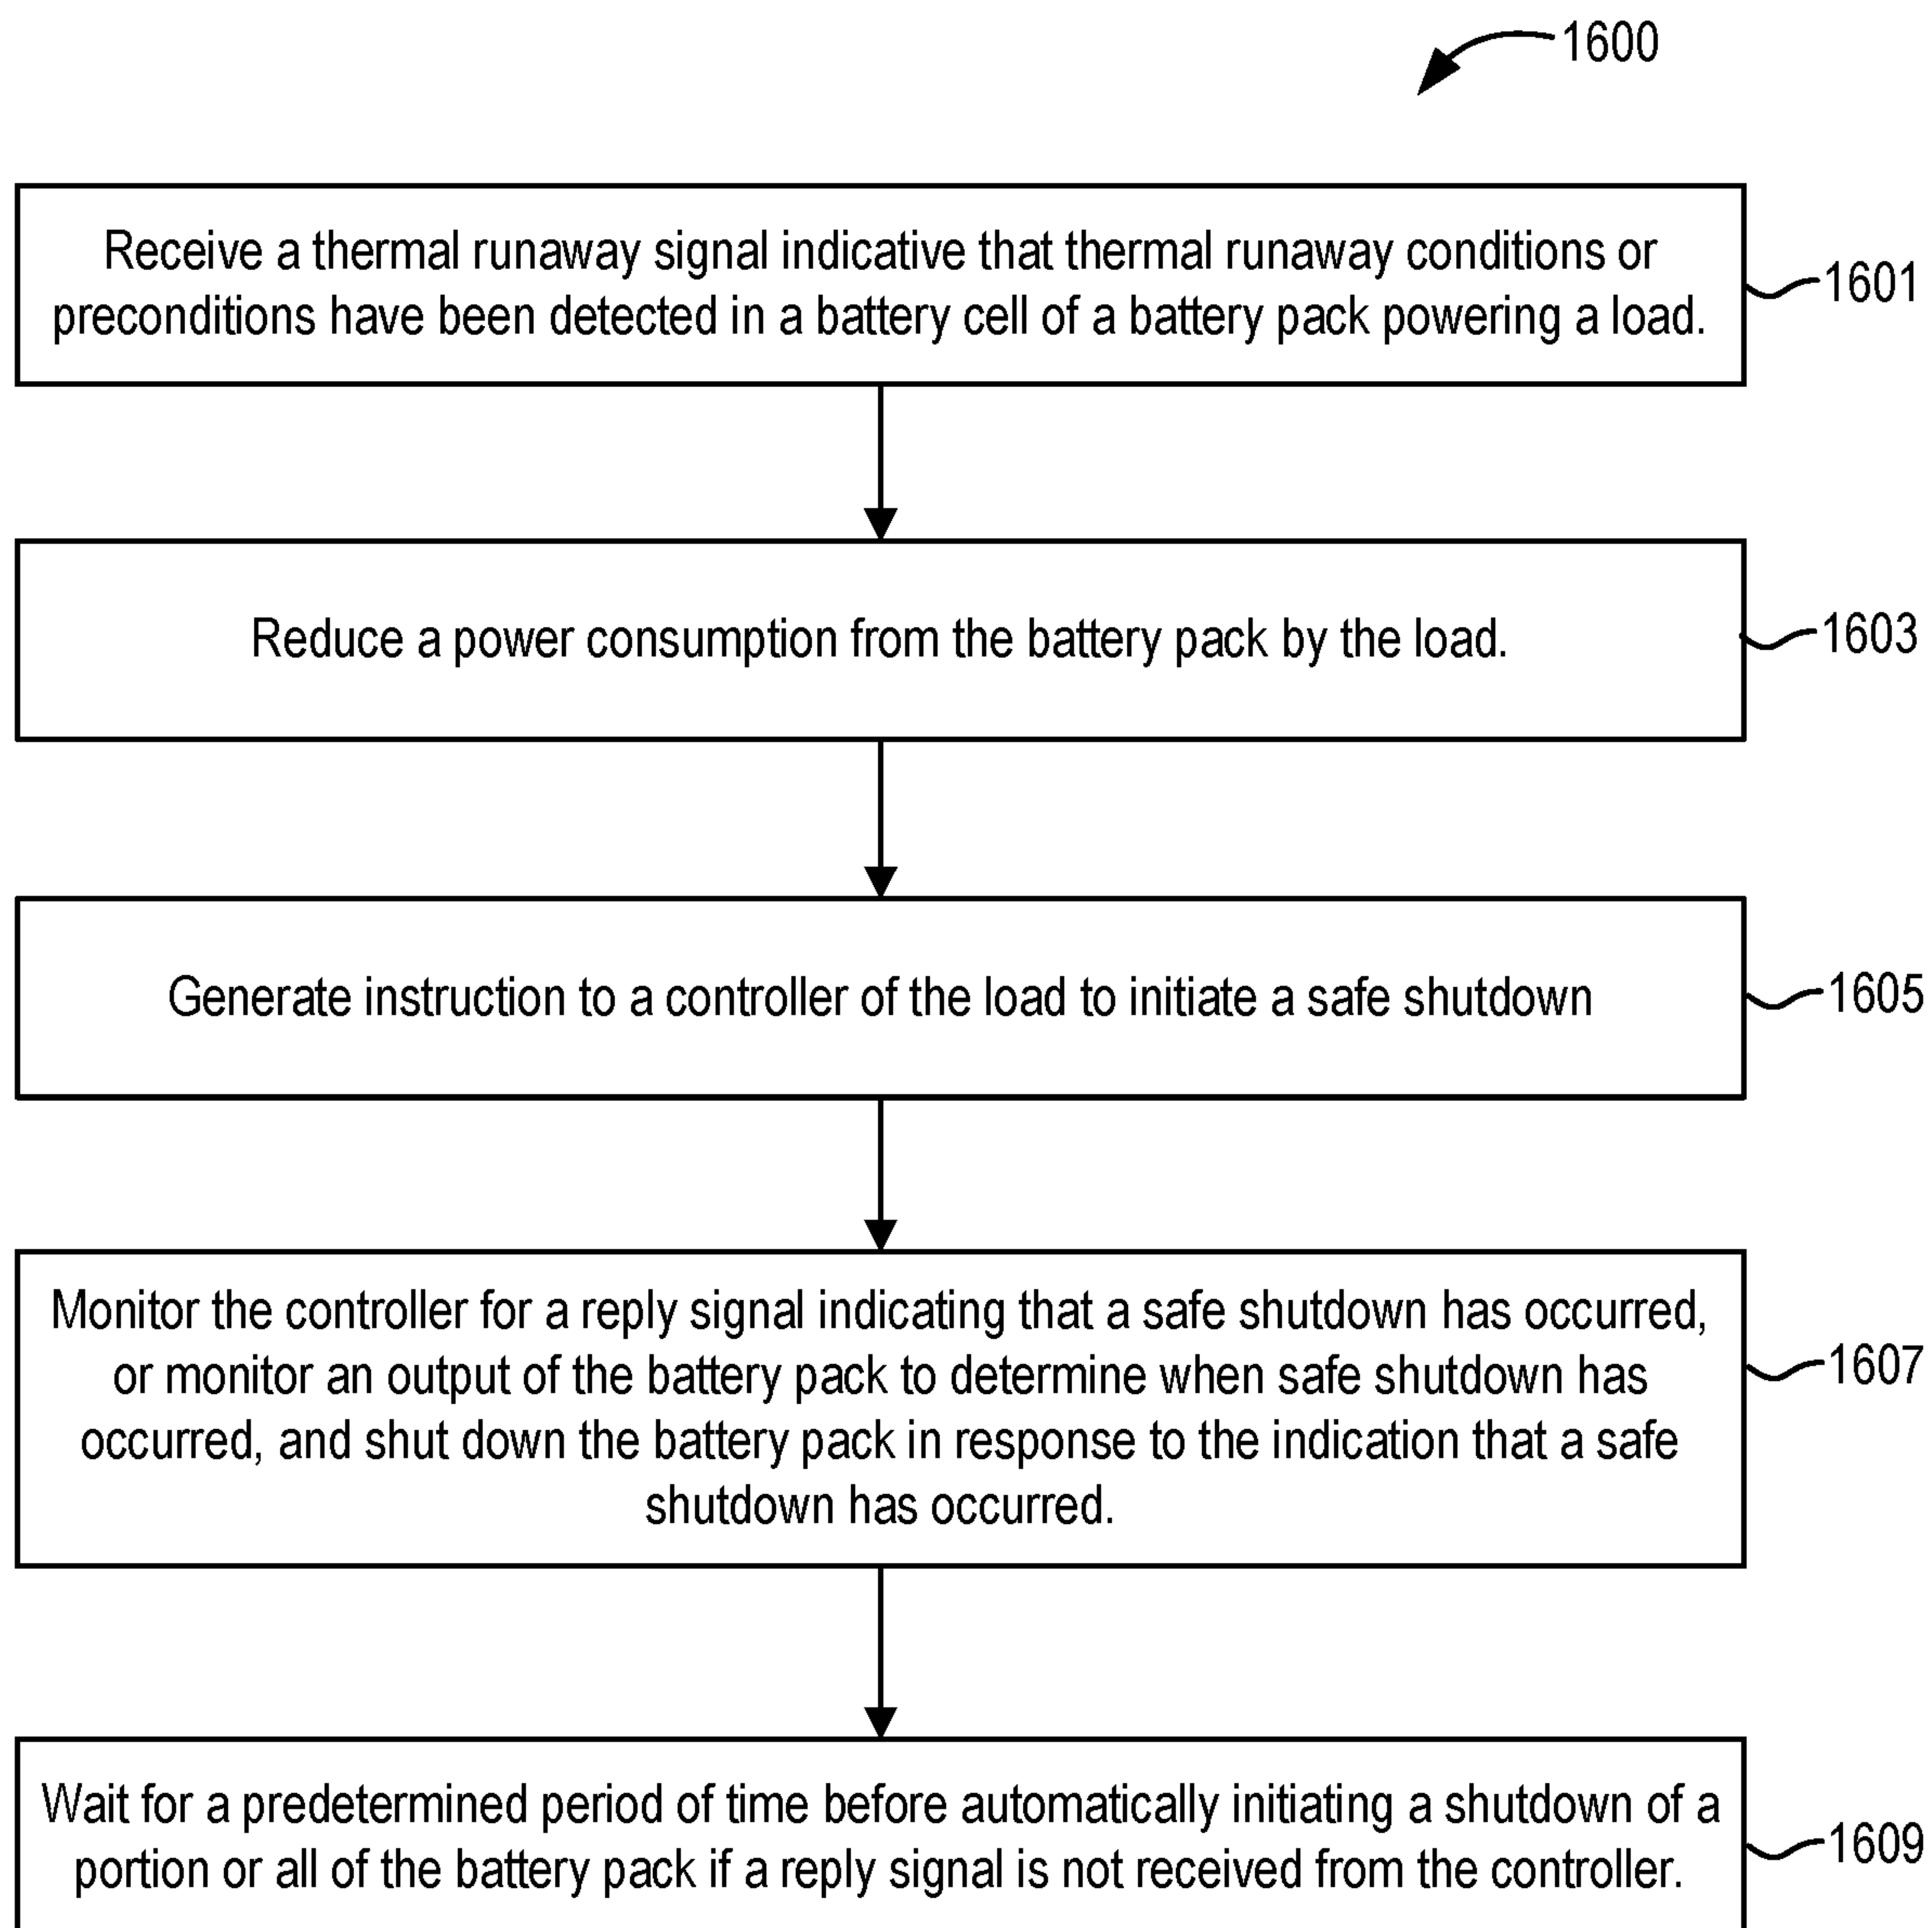 1600
Receive a thermal runaway signal indicative that thermal runaway conditions or
preconditions have been detected in a battery cell of a battery pack powering a load.
1601
Reduce a power consumption from the battery pack by the load.
1603
Generate instruction to a controller of the load to initiate a safe shutdown
1605
Monitor the controller for a reply signal indicating that a safe shutdown has occurred,
or monitor an output of the battery pack to determine when safe shutdown has
occurred, and shut down the battery pack in response to the indication that a safe
shutdown has occurred.
1607
Wait for a predetermined period of time before automatically initiating a shutdown of a
portion or all of the battery pack if a reply signal is not received from the controller.
1609